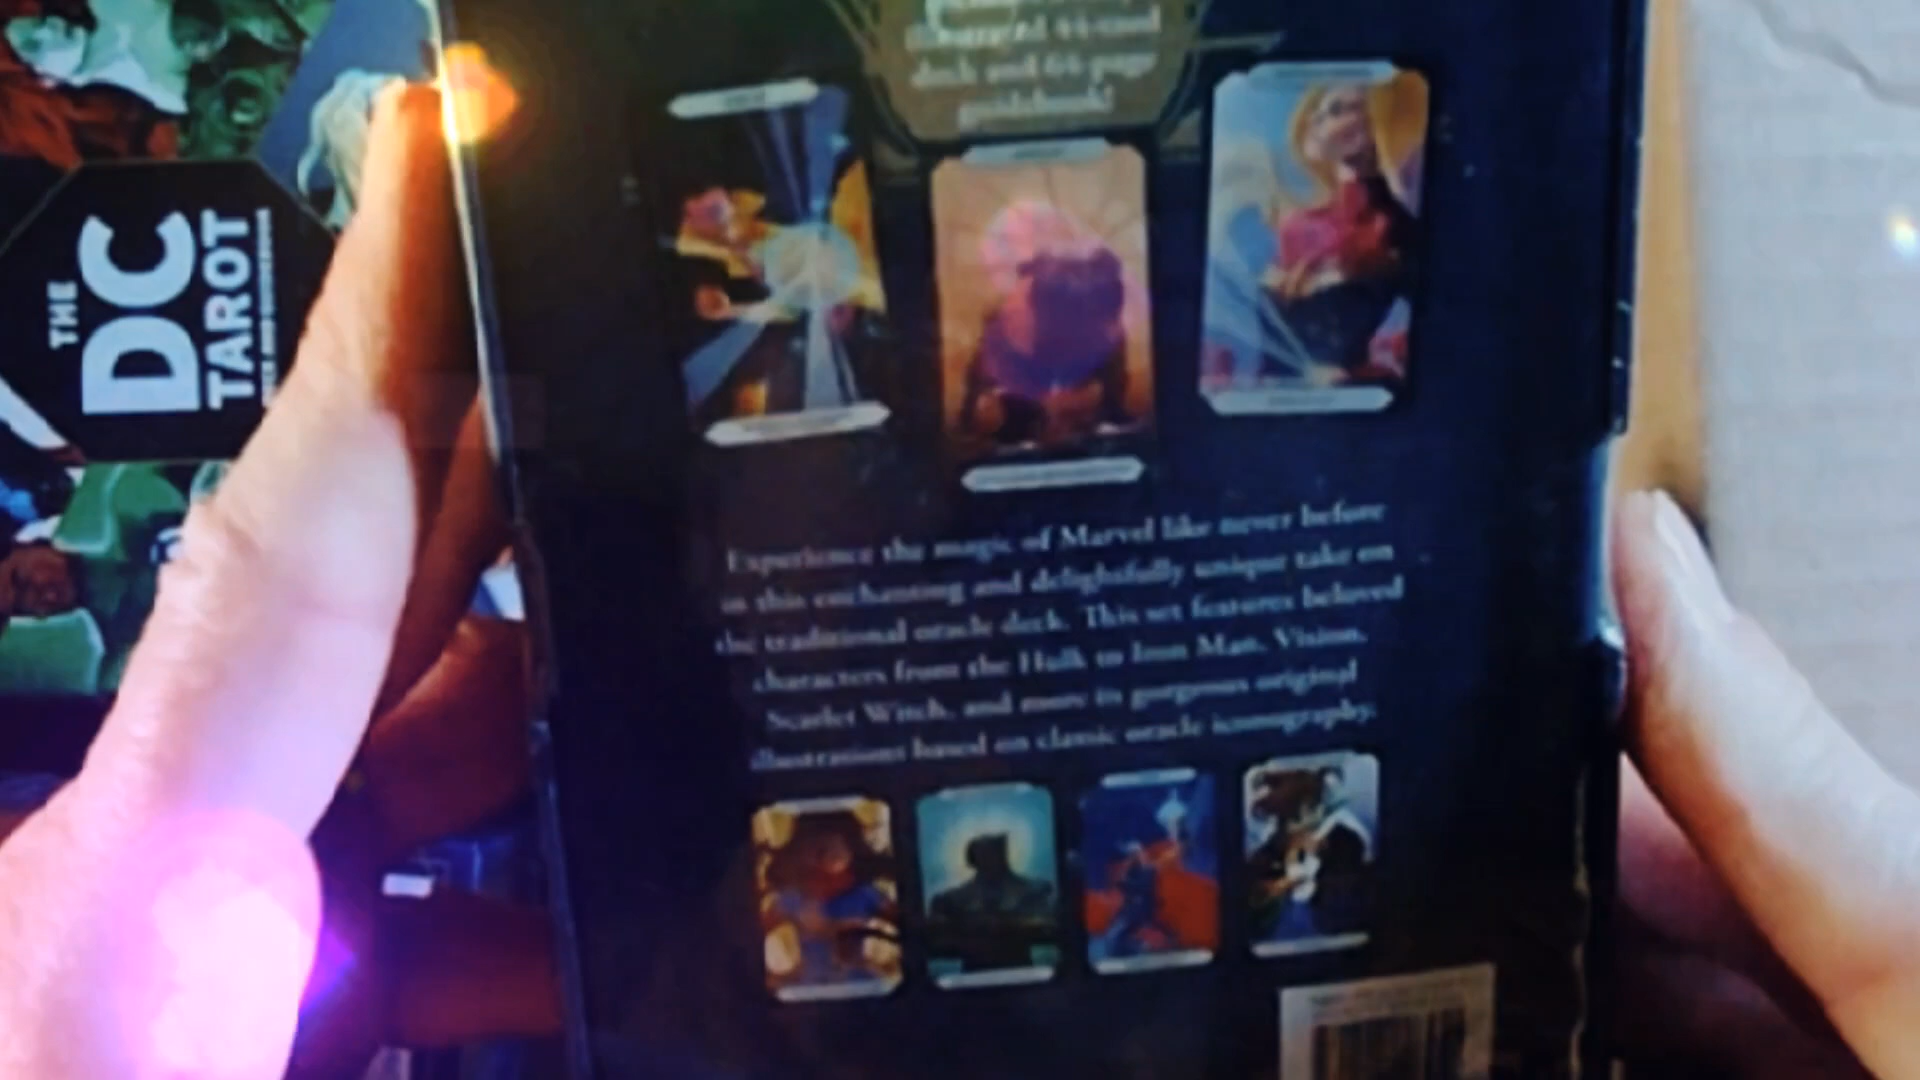 THE
DC
TAROT
illustrated 44-card
deck and 64-page
guidebook!
Experience the magic of Marvel like never before
in this enchanting and delightfully unique take on
the traditional oracle deck. This set features beloved
characters from the Hulk to Iron Man, Vision,
Scarlet Witch, and more in gorgeous original
illustrations based on classic oracle iconography.